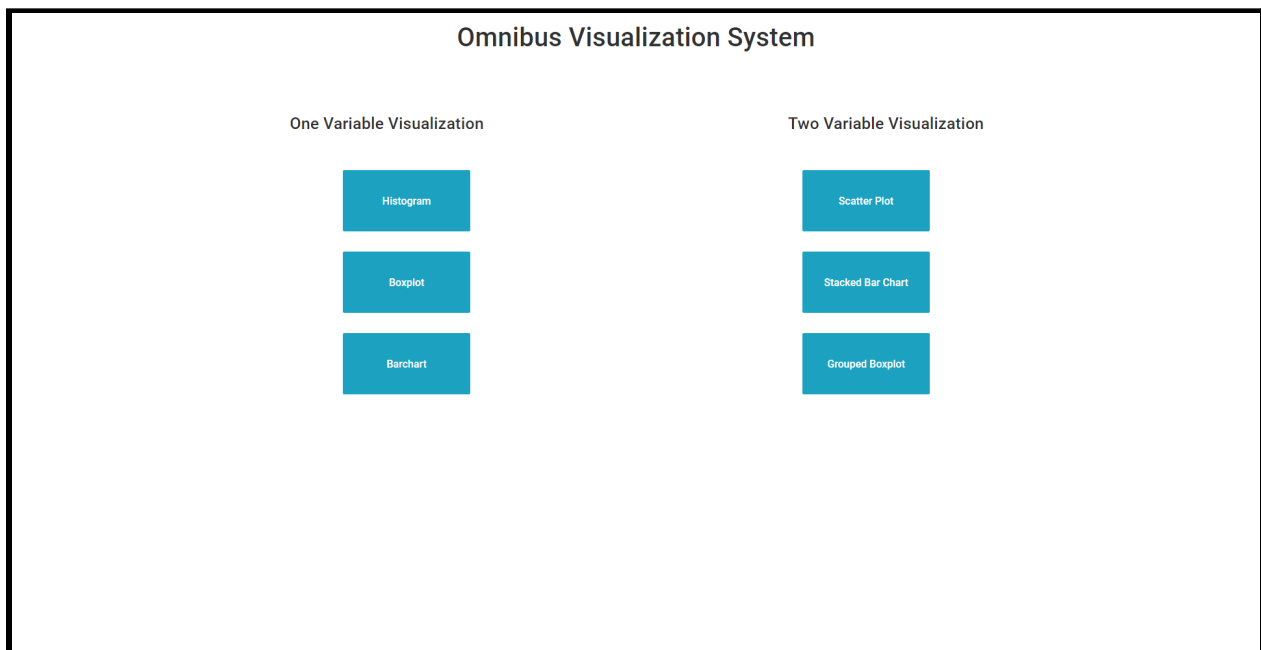 Omnibus Visualization System
One Variable Visualization
Histogram
Boxplot
Barchart
Two Variable Visualization
Scatter Plot
Stacked Bar Chart
Grouped Boxplot